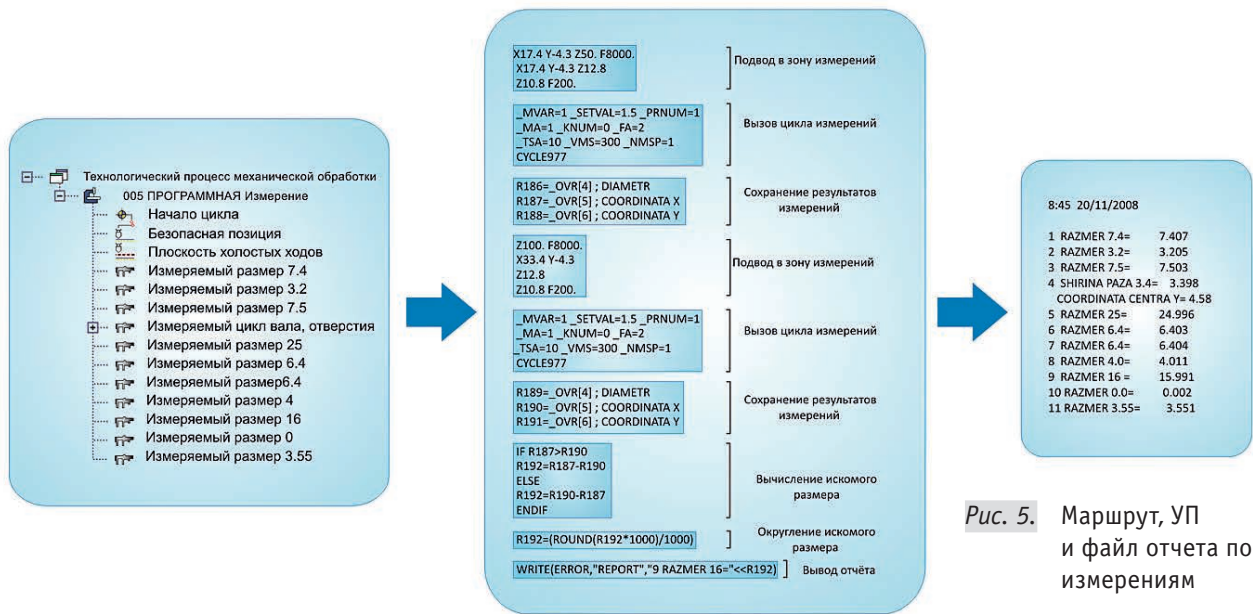 Технологический процесс механической обработки
005 ПРОГРАММНАЯ Измерение
Начало цикла
Безопасная позиция
Плоскость холостых ходов
Измеряемый размер 7.4
Измеряемый размер 3.2
Измеряемый размер 7.5
Измеряемый цикл вала, отверстия
Измеряемый размер 25
Измеряемый размер 6.4
Измеряемый размер6.4
Измеряемый размер 4
Измеряемый размер 16
Измеряемый размер 0
Измеряемый размер 3.55
X17.4 Y-4.3 Z50. F8000.
X17.4 Y-4.3 Z12.8
Z10.8 F200.
Подвод в зону измерений
_MVAR=1 _SETVAL=1.5 _PRNUM=1
_MA=1 _KNUM=0 _FA=2
_TSA=10 _VMS=300 _NMSP=1
CYCLE977
Вызов цикла измерений
R186=_OVR[4] ; DIAMETR
R187=_OVR[5] ; COORDINATA X
R188=_OVR[6] ; COORDINATA Y
Сохранение результатов
измерений
Z100. F8000.
X33.4 Y-4.3
Z12.8
Z10.8 F200.
Подвод в зону измерений
_MVAR=1 _SETVAL=1.5 _PRNUM=1
_MA=1 _KNUM=0 _FA=2
_TSA=10 _VMS=300 _NMSP=1
CYCLE977
Вызов цикла измерений
R189=_OVR[4] ; DIAMETR
R190=_OVR[5] ; COORDINATA X
R191=_OVR[6] ; COORDINATA Y
Сохранение результатов
измерений
IF R187>R190
R192=R187-R190
ELSE
R192=R190-R187
ENDIF
Вычисление искомого
размера
R192=(ROUND(R192*1000)/1000)
Округление искомого
размера
WRITE(ERROR,"REPORT","9 RAZMER 16="<<R192)
Вывод отчёта
8:45 20/11/2008
1 RAZMER 7.4= 7.407
2 RAZMER 3.2= 3.205
3 RAZMER 7.5= 7.503
4 SHIRINA PAZA 3.4= 3.398
COORDINATA CENTRA Y= 4.58
5 RAZMER 25= 24.996
6 RAZMER 6.4= 6.403
7 RAZMER 6.4= 6.404
8 RAZMER 4.0= 4.011
9 RAZMER 16 = 15.991
10 RAZMER 0.0= 0.002
11 RAZMER 3.55= 3.551
Рис. 5. Маршрут, УП
и файл отчета по
измерениям